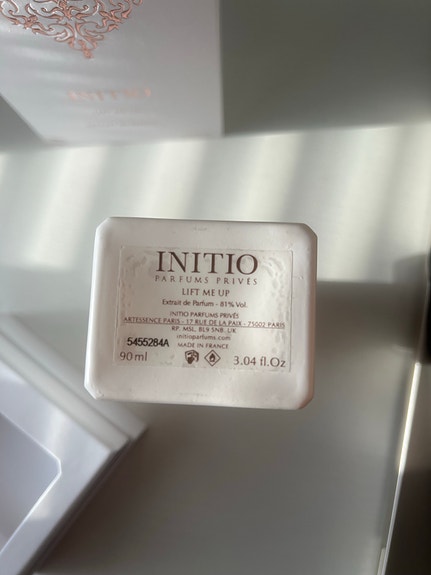 INITIO
INITIO
PARFUMS PRIVÉS
LIFT ME UP
Extrait de Parfum - 81% Vol.
INITIO PARFUMS PRIVÉS
ARTESSENCE PARIS - 17 RUE DE LA PAIX - 75002 PARIS
RP. MSL, BL9 5NB, UK
initioparfums.com
5455284A
MADE IN FRANCE
90 ml
3.04 fl.Oz